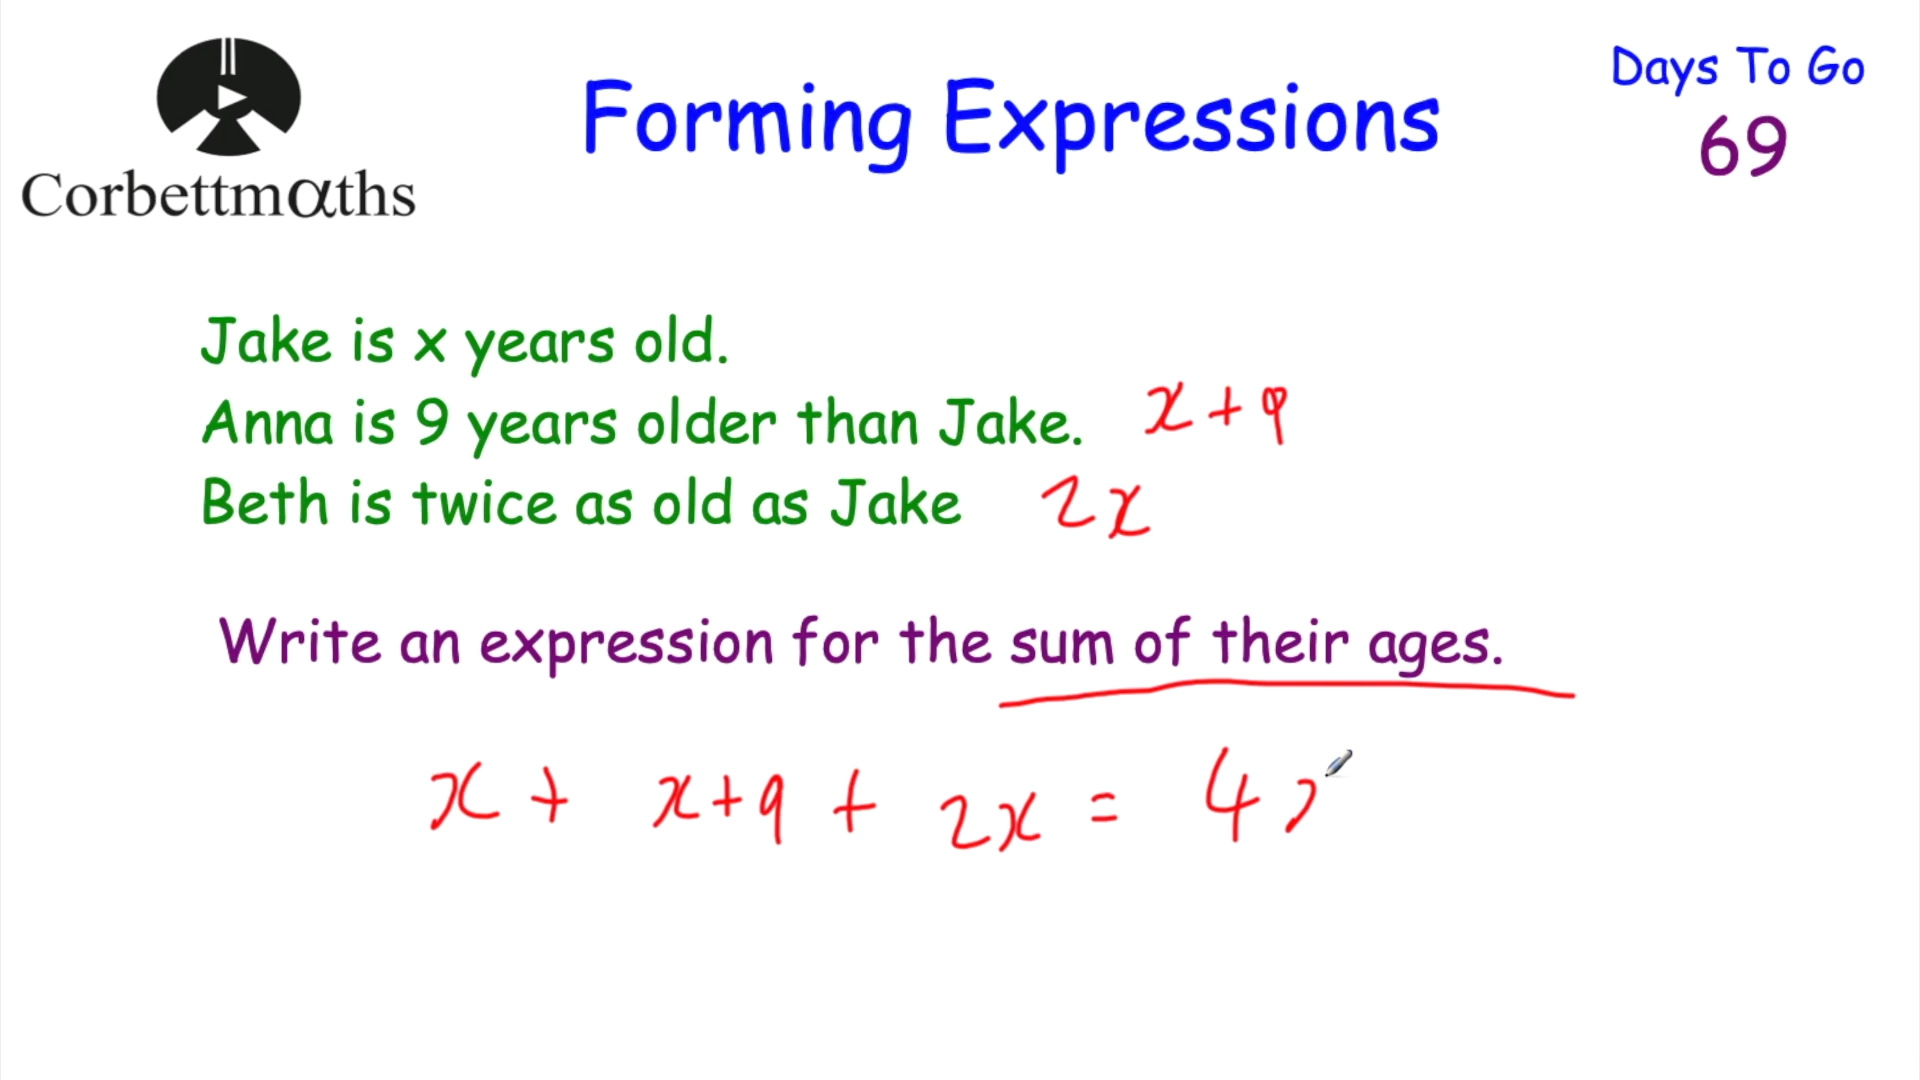 Corbettmαths
Forming Expressions
Days To Go
69
Jake is x years old.
Anna is 9 years older than Jake. x+9
Beth is twice as old as Jake 2x
Write an expression for the sum of their ages.
x + x+9 + 2x = 4